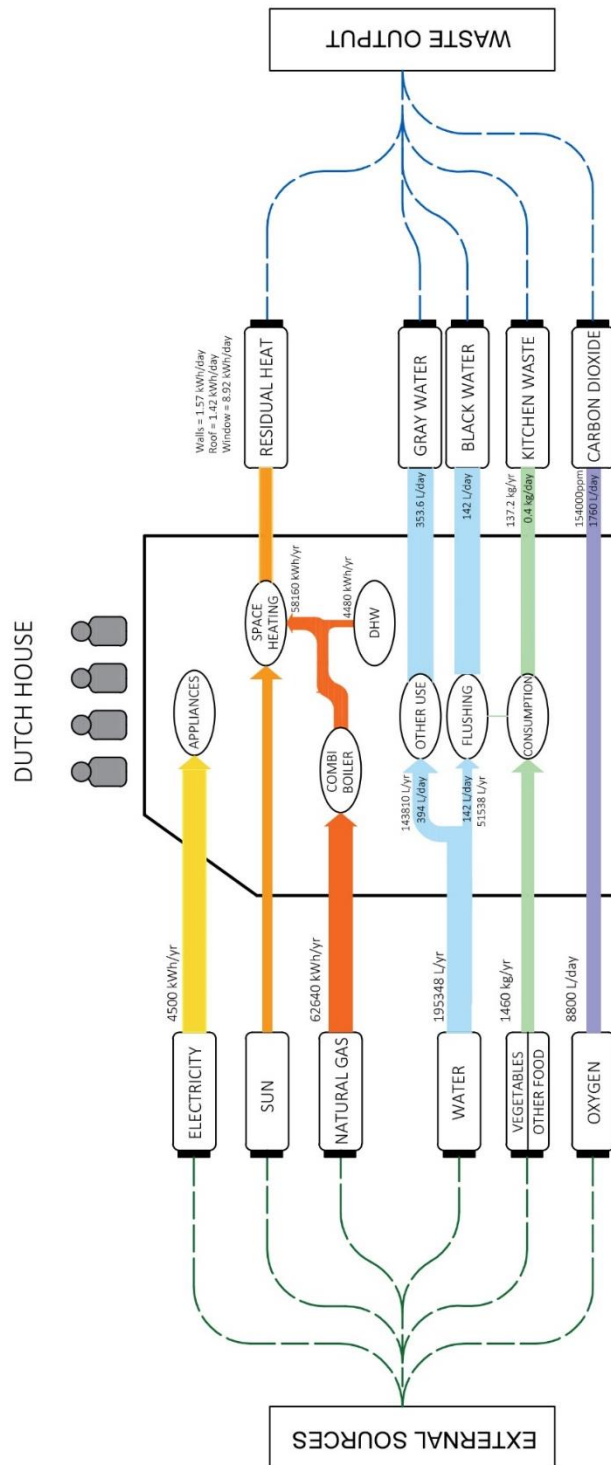 DUTCH HOUSE
EXTERNAL SOURCES
ELECTRICITY
4500 kWh/yr
APPLIANCES
SUN
SPACE
HEATING
RESIDUAL HEAT
Walls = 1.57 kWh/day
Roof = 1.42 kWh/day
Window = 8.92 kWh/day
NATURAL GAS
62640 kWh/yr
COMBI
BOILER
58160 kWh/yr
4480 kWh/yr
DHW
WATER
195348 L/yr
143810 L/yr
394 L/day
OTHER USE
353.6 L/day
GRAY WATER
142 L/day
51538 L/yr
FLUSHING
142 L/day
BLACK WATER
VEGETABLES
OTHER FOOD
1460 kg/yr
CONSUMPTION
137.2 kg/yr
0.4 kg/day
KITCHEN WASTE
OXYGEN
8800 L/day
154000ppm
1760 L/day
CARBON DIOXIDE
WASTE OUTPUT